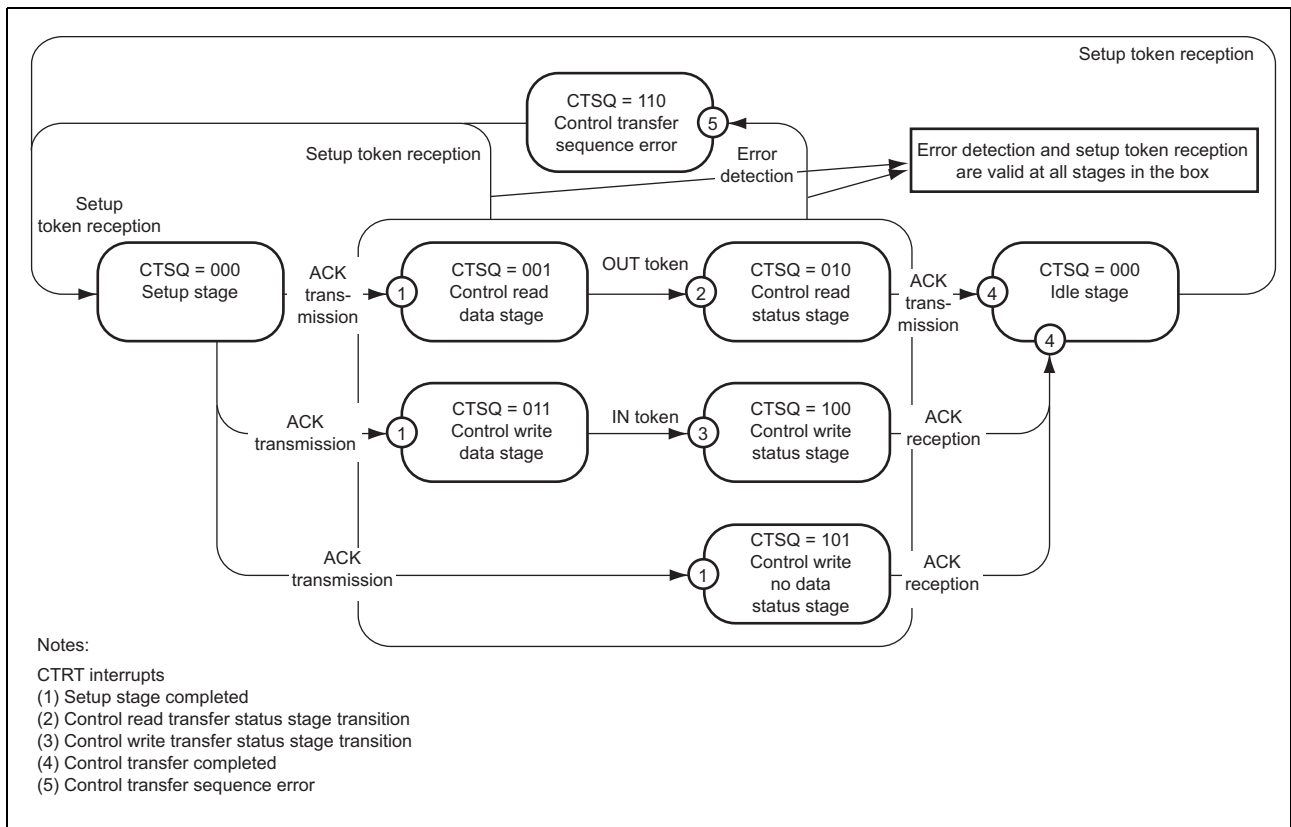 Setup token reception
CTSQ = 110
Control transfer
sequence error
5
Setup token reception
Error
detection
Error detection and setup token reception
are valid at all stages in the box
Setup
token reception
CTSQ = 000
Setup stage
ACK
trans-
mission
1
CTSQ = 001
Control read
data stage
OUT token
2
CTSQ = 010
Control read
status stage
ACK
trans-
mission
4
CTSQ = 000
Idle stage
4
ACK
transmission
1
CTSQ = 011
Control write
data stage
IN token
3
CTSQ = 100
Control write
status stage
ACK
reception
ACK
transmission
1
CTSQ = 101
Control write
no data
status stage
ACK
reception
Notes:
CTRT interrupts
(1) Setup stage completed
(2) Control read transfer status stage transition
(3) Control write transfer status stage transition
(4) Control transfer completed
(5) Control transfer sequence error